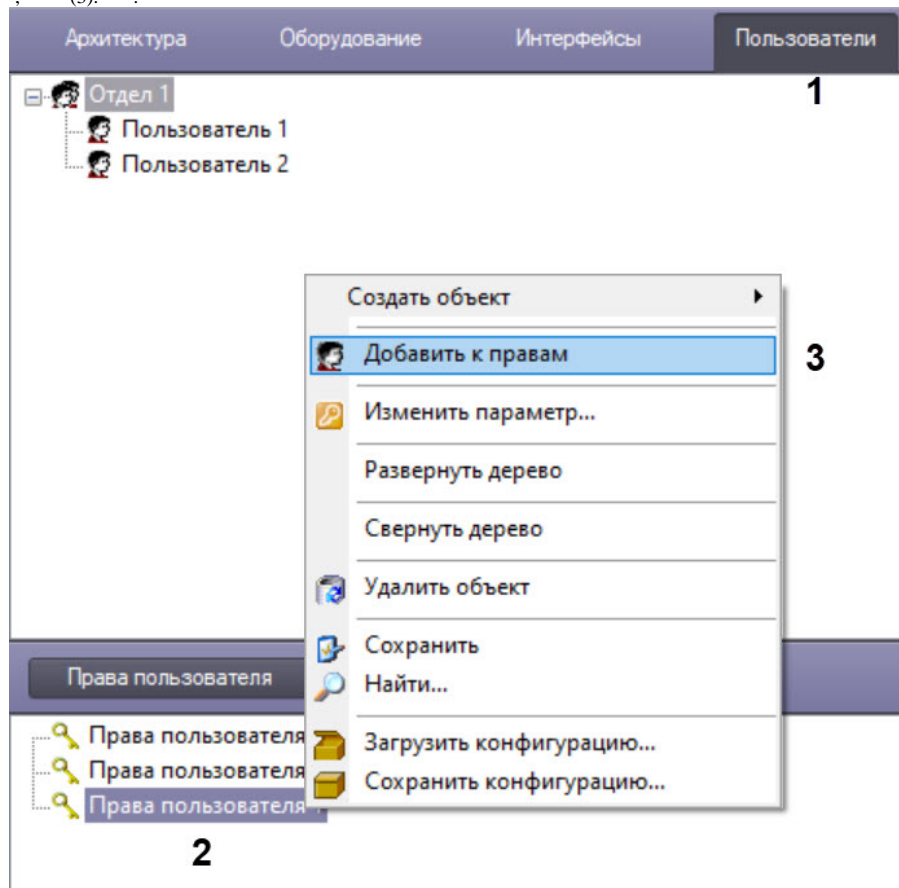 Архитектура Оборудование Интерфейсы Пользователи
1
Отдел 1
Пользователь 1
Пользователь 2
Создать объект
Добавить к правам
3
Изменить параметр...
Развернуть дерево
Свернуть дерево
Удалить объект
Сохранить
Найти...
Загрузить конфигурацию...
Сохранить конфигурацию...
Права пользователя
Права пользователя
Права пользователя
Права пользователя
2